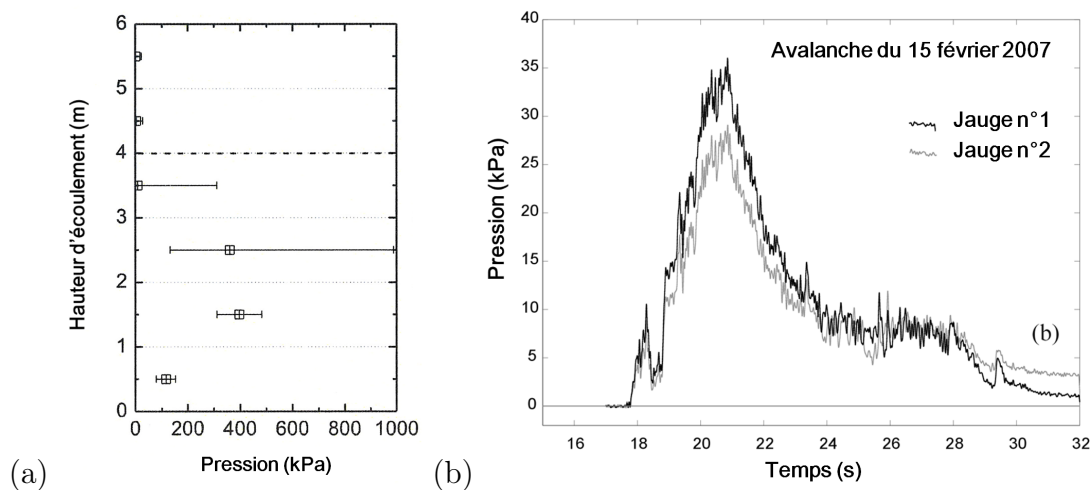 6
5
4
3
2
1
0
Hauteur d'écoulement (m)
0 200 400 600 800 1000
Pression (kPa)
(a)
40
35
30
25
20
15
10
5
0
Pression (kPa)
Avalanche du 15 février 2007
Jauge n°1
Jauge n°2
(b)
16 18 20 22 24 26 28 30 32
Temps (s)
(b)